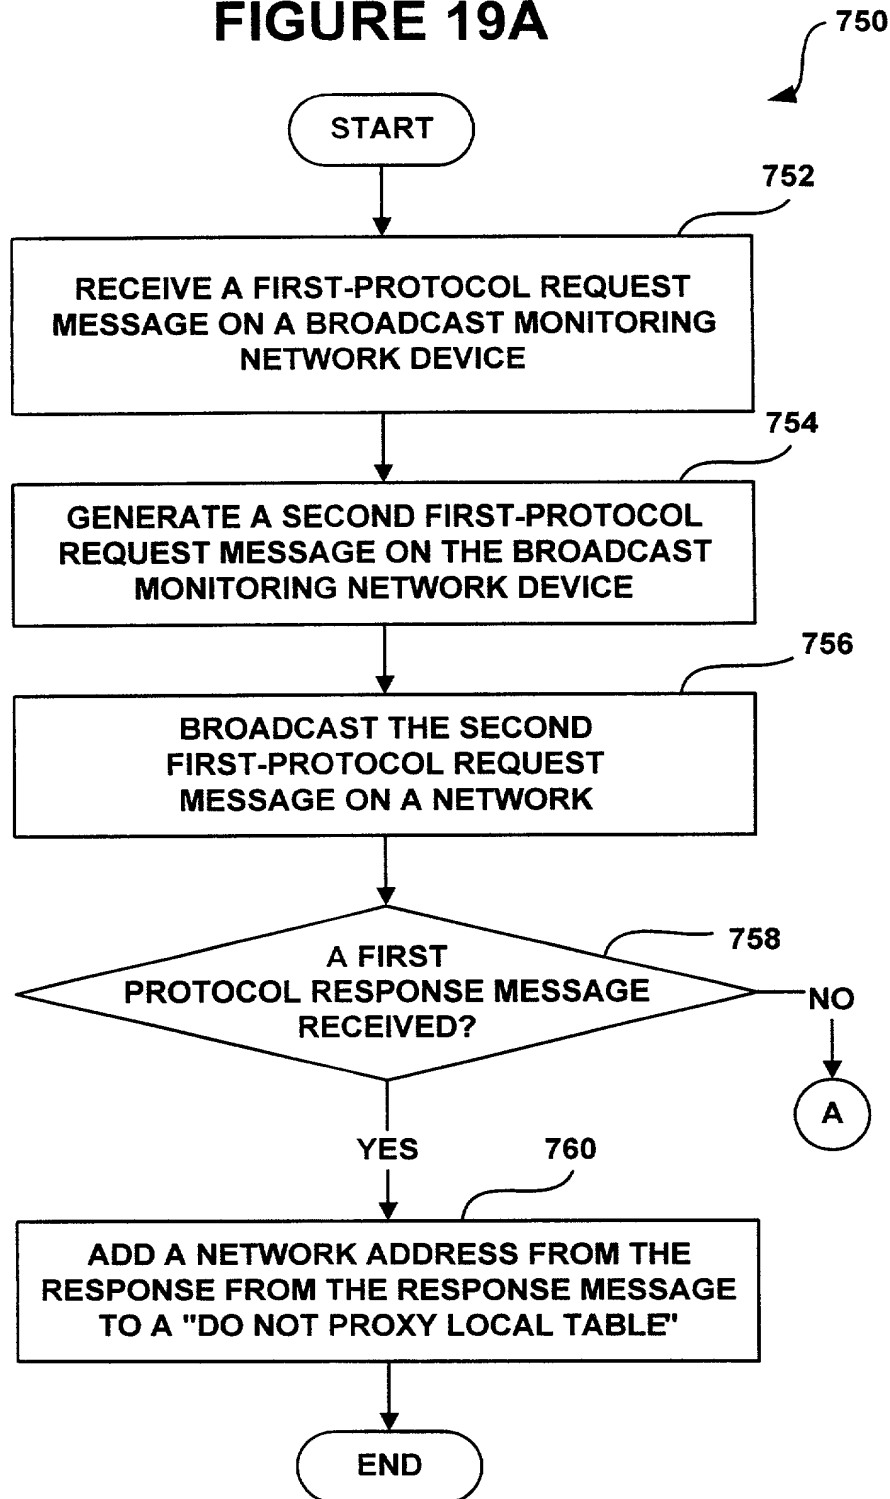 FIGURE 19A
750
START
752
RECEIVE A FIRST-PROTOCOL REQUEST
MESSAGE ON A BROADCAST MONITORING
NETWORK DEVICE
754
GENERATE A SECOND FIRST-PROTOCOL
REQUEST MESSAGE ON THE BROADCAST
MONITORING NETWORK DEVICE
756
BROADCAST THE SECOND
FIRST-PROTOCOL REQUEST
MESSAGE ON A NETWORK
758
A FIRST
PROTOCOL RESPONSE MESSAGE
RECEIVED?
NO
A
YES
760
ADD A NETWORK ADDRESS FROM THE
RESPONSE FROM THE RESPONSE MESSAGE
TO A "DO NOT PROXY LOCAL TABLE"
END